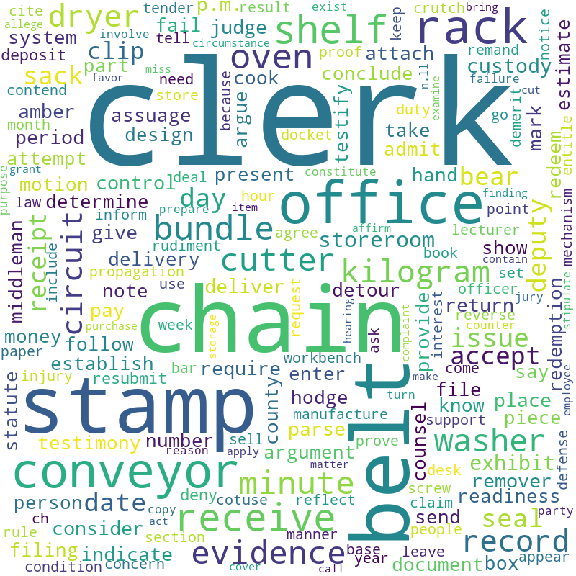 cite
tender
p.m.
result
exist
crutch
bring
allege
dryer
fail
judge
keep
circumstance
involve
system
tell
proof
remand
notice
contend
clip
attach
custody
favor
deposit
part
oven
need
rack
shelf
because
miss
store
cook
conclude
failure
estimate
sack
amber
assuage
argue
duty
examine
cut
go
demerit
month
period
design
docket
testify
take
mark
entitle
clerk
attempt
present
constitute
admit
redeem
purpose
grant
motion
control
deal
day
hour
hand
bear
finding
law
determine
prepare
item
office
affirm
point
contain
mechanism
middleman
receipt
inform
give
bundle
agree
storeroom
lecturer
show
deputy
include
circuit
rudiment
book
set
officer
jury
stipulate
delivery
cutter
propagation
request
hearing
note
use
deliver
detour
kilogram
return
reverse
counter
redemption
money
pay
chain
ask
complaint
provide
interest
issue
employee
purchase
storage
paper
follow
week
workbench
accept
say
establish
bar
require
enter
make
come
resubmit
county
hodge
turn
counsel
support
file
know
place
statute
injury
stamp
number
sell
manufacture
belt
piece
testimony
reason
apply
parse
prove
defense
conveyor
argument
matter
desk
washer
deny
cotuse
reflect
screw
exhibit
person
date
copy
minute
claim
remover
party
ch
act
manner
people
send
readiness
rule
consider
section
receive
seal
record
filing
indicate
evidence
base
year
leave
document
box
appear
condition
concern
cover
call